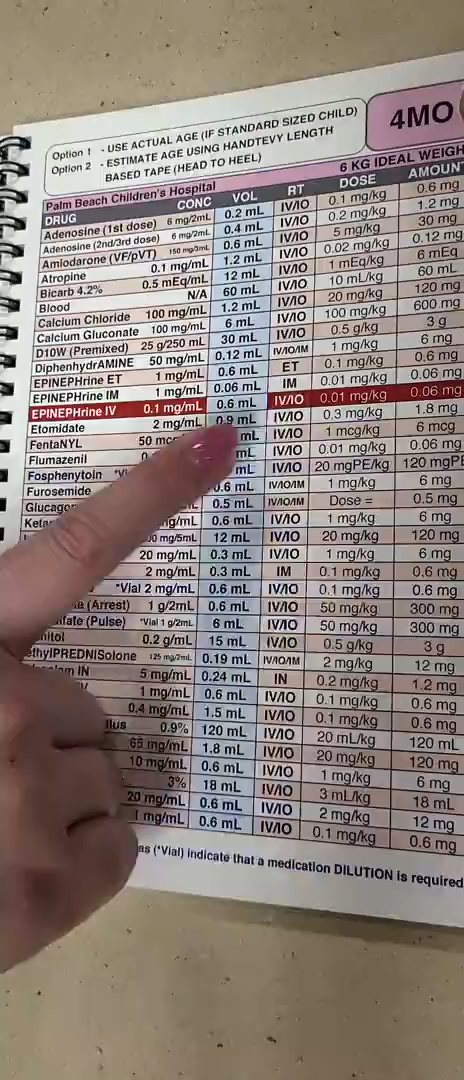 Option 1 - USE ACTUAL AGE (IF STANDARD SIZED CHILD)
Option 2 - ESTIMATE AGE USING HANDTEVY LENGTH
BASED TAPE (HEAD TO HEEL)
4MO
Palm Beach Children's Hospital 6 KG IDEAL WEIGH
DRUG CONC VOL RT DOSE AMOUNT
Adenosine (1st dose) 6 mg/2mL 0.2 mL IV/IO 0.1 mg/kg 0.6 mg
Adenosine (2nd/3rd dose) 6 mg/2mL 0.4 mL IV/IO 0.2 mg/kg 1.2 mg
Amiodarone (VF/pVT) 150 mg/3mL 0.6 mL IV/IO 5 mg/kg 30 mg
Atropine 0.1 mg/mL 1.2 mL IV/IO 0.02 mg/kg 0.12 mg
Bicarb 4.2% 0.5 mEq/mL 12 mL IV/IO 1 mEq/kg 6 mEq
Blood N/A 60 mL IV/IO 10 mL/kg 60 mL
Calcium Chloride 100 mg/mL 1.2 mL IV/IO 20 mg/kg 120 mg
Calcium Gluconate 100 mg/mL 6 mL IV/IO 100 mg/kg 600 mg
D10W (Premixed) 25 g/250 mL 30 mL IV/IO 0.5 g/kg 3 g
DiphenhydrAMINE 50 mg/mL 0.12 mL IV/IO/IM 1 mg/kg 6 mg
EPINEPHrine ET 1 mg/mL 0.6 mL ET 0.1 mg/kg 0.6 mg
EPINEPHrine IM 1 mg/mL 0.06 mL IM 0.01 mg/kg 0.06 mg
EPINEPHrine IV 0.1 mg/mL 0.6 mL IV/IO 0.01 mg/kg 0.06 mg
Etomidate 2 mg/mL 0.9 mL IV/IO 0.3 mg/kg 1.8 mg
FentaNYL 50 mc mL IV/IO 1 mcg/kg 6 mcg
Flumazenil 0. mL IV/IO 0.01 mg/kg 0.06 mg
Fosphenytoin *Vi mL IV/IO 20 mgPE/kg 120 mgPE
Furosemide 0.6 mL IV/IO/IM 1 mg/kg 6 mg
Glucago 0.5 mL IV/IO/IM Dose = 0.5 mg
Keta mg/mL 0.6 mL IV/IO 1 mg/kg 6 mg
mg/5mL 12 mL IV/IO 20 mg/kg 120 mg
20 mg/mL 0.3 mL IV/IO 1 mg/kg 6 mg
2 mg/mL 0.3 mL IM 0.1 mg/kg 0.6 mg
*Vial 2 mg/mL 0.6 mL IV/IO 0.1 mg/kg 0.6 mg
(Arrest) 1 g/2mL 0.6 mL IV/IO 50 mg/kg 300 mg
fate (Pulse) *Vial 1 g/2mL 6 mL IV/IO 50 mg/kg 300 mg
nitol 0.2 g/mL 15 mL IV/IO 0.5 g/kg 3 g
ethylPREDNISolone 125 mg/2mL 0.19 mL IV/IO/IM 2 mg/kg 12 mg
IN 5 mg/mL 0.24 mL IN 0.2 mg/kg 1.2 mg
1 mg/mL 0.6 mL IV/IO 0.1 mg/kg 0.6 mg
0.4 mg/mL 1.5 mL IV/IO 0.1 mg/kg 0.6 mg
lus 0.9% 120 mL IV/IO 20 mL/kg 120 mL
65 mg/mL 1.8 mL IV/IO 20 mg/kg 120 mg
10 mg/mL 0.6 mL IV/IO 1 mg/kg 6 mg
3% 18 mL IV/IO 3 mL/kg 18 mL
20 mg/mL 0.6 mL IV/IO 2 mg/kg 12 mg
1 mg/mL 0.6 mL IV/IO 0.1 mg/kg 0.6 mg
as (*Vial) indicate that a medication DILUTION is required